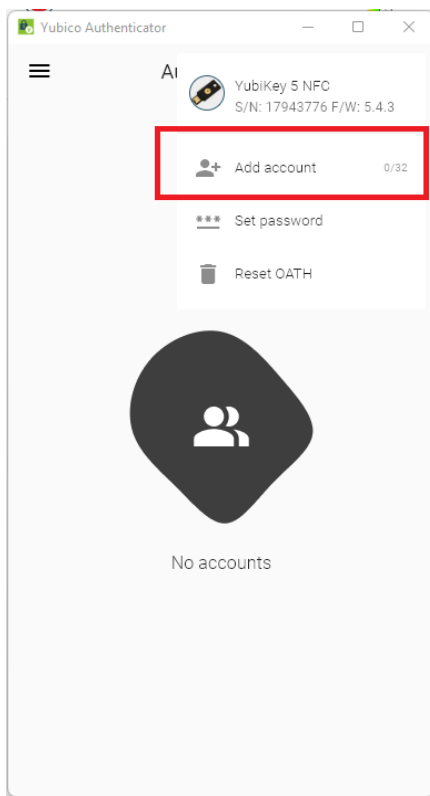 Yubico Authenticator
YubiKey 5 NFC
S/N: 17943776 F/W: 5.4.3
Add account 0/32
*** Set password
Reset OATH
No accounts